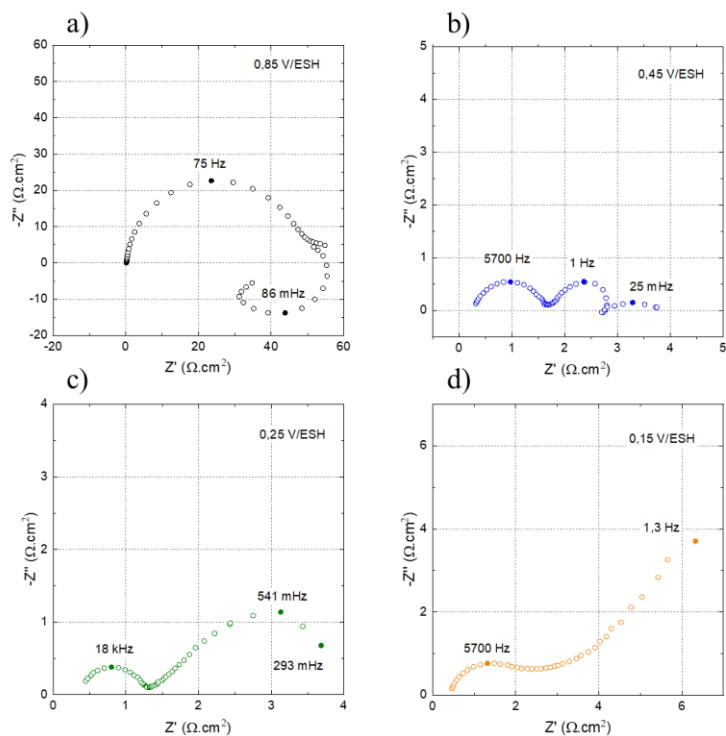 a)
60
50
40
30
20
10
0
-10
-20
-Z'' (Ω.cm²)
0,85 V/ESH
75 Hz
86 mHz
-20 0 20 40 60
Z' (Ω.cm²)
b)
5
4
3
2
1
0
-Z'' (Ω.cm²)
0,45 V/ESH
5700 Hz
1 Hz
25 mHz
0 1 2 3 4 5
Z' (Ω.cm²)
c)
4
3
2
1
0
-Z'' (Ω.cm²)
0,25 V/ESH
541 mHz
18 kHz
293 mHz
0 1 2 3 4
Z' (Ω.cm²)
d)
6
4
2
0
-Z'' (Ω.cm²)
0,15 V/ESH
1,3 Hz
5700 Hz
0 2 4 6
Z' (Ω.cm²)